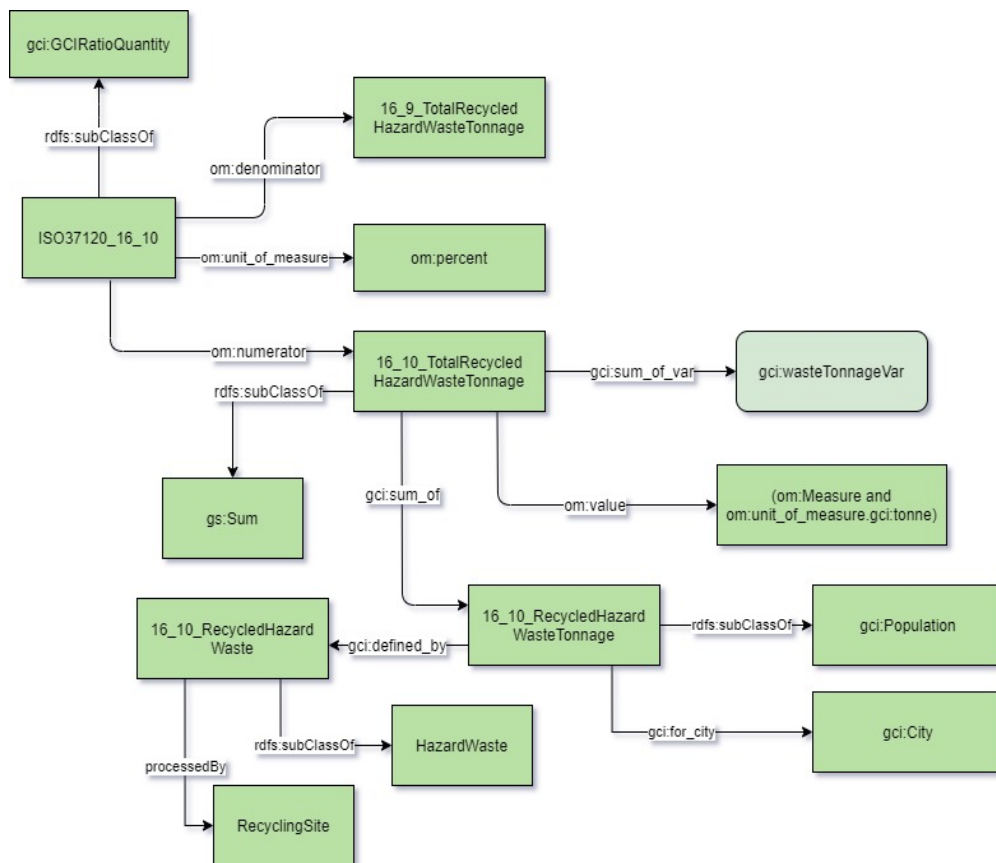 gci:GCIRatioQuantity
rdfs:subClassOf
16_9_TotalRecycled
HazardWasteTonnage
om:denominator
ISO37120_16_10
om:unit_of_measure
om:percent
om:numerator
16_10_TotalRecycled
HazardWasteTonnage
gci:sum_of_var
gci:wasteTonnageVar
rdfs:subClassOf
gs:Sum
gci:sum_of
om:value
(om:Measure and
om:unit_of_measure.gci:tonne)
16_10_RecycledHazard
Waste
gci:defined_by
16_10_RecycledHazard
WasteTonnage
rdfs:subClassOf
gci:Population
gci:for_city
gci:City
rdfs:subClassOf
HazardWaste
processedBy
RecyclingSite